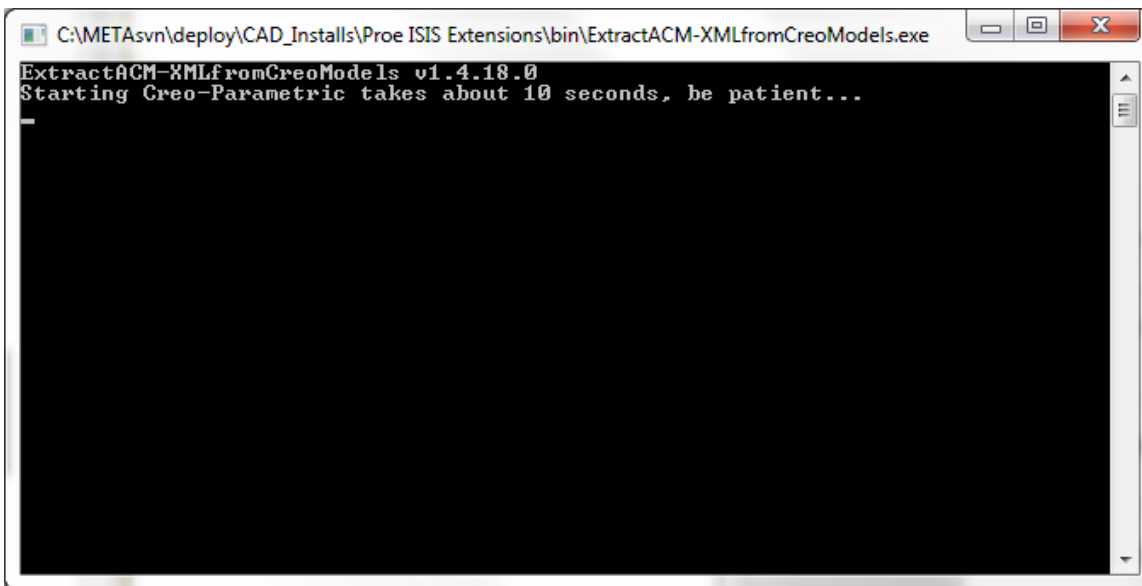 C:\METAsvn\deploy\CAD_Installs\Proe ISIS Extensions\bin\ExtractACM-XMLfromCreoModels.exe
ExtractACM-XMLfromCreoModels v1.4.18.0
Starting Creo-Parametric takes about 10 seconds, be patient...